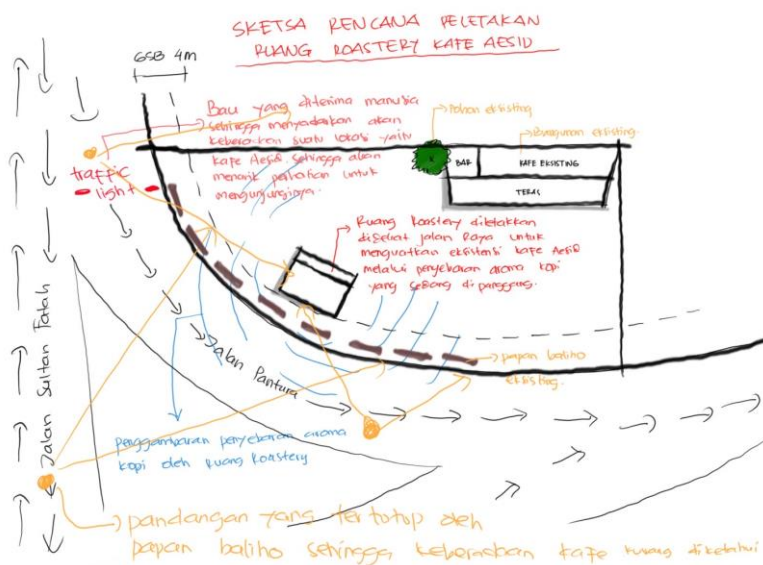 SKETSA RENCANA PELETAKAN
RUANG ROASTERY KAFE AESID
GSB 4m
Bau yang diterima manusia
sehingga menyadarkan akan
keberadaan suatu lokasi yaitu
kafe Aesid. sehingga akan
menarik perhatian untuk
mengunjunginya.
traffic
light
Pohon eksisting
Bangunan eksisting.
BAR
KAFE EKSISTING
TERAS
Ruang Roastery diletakkan
didekat jalan Raya untuk
menguatkan eksistensi kafe Aesid
melalui penyebaran aroma kopi
yang sedang dipanggang.
Jalan Sultan Fatah
Jalan Pantura
papan baliho
eksisting.
penggambaran penyebaran aroma
kopi oleh Ruang Roastery
pandangan yang tertutup oleh
papan baliho sehingga keberadaan kafe kurang diketahui